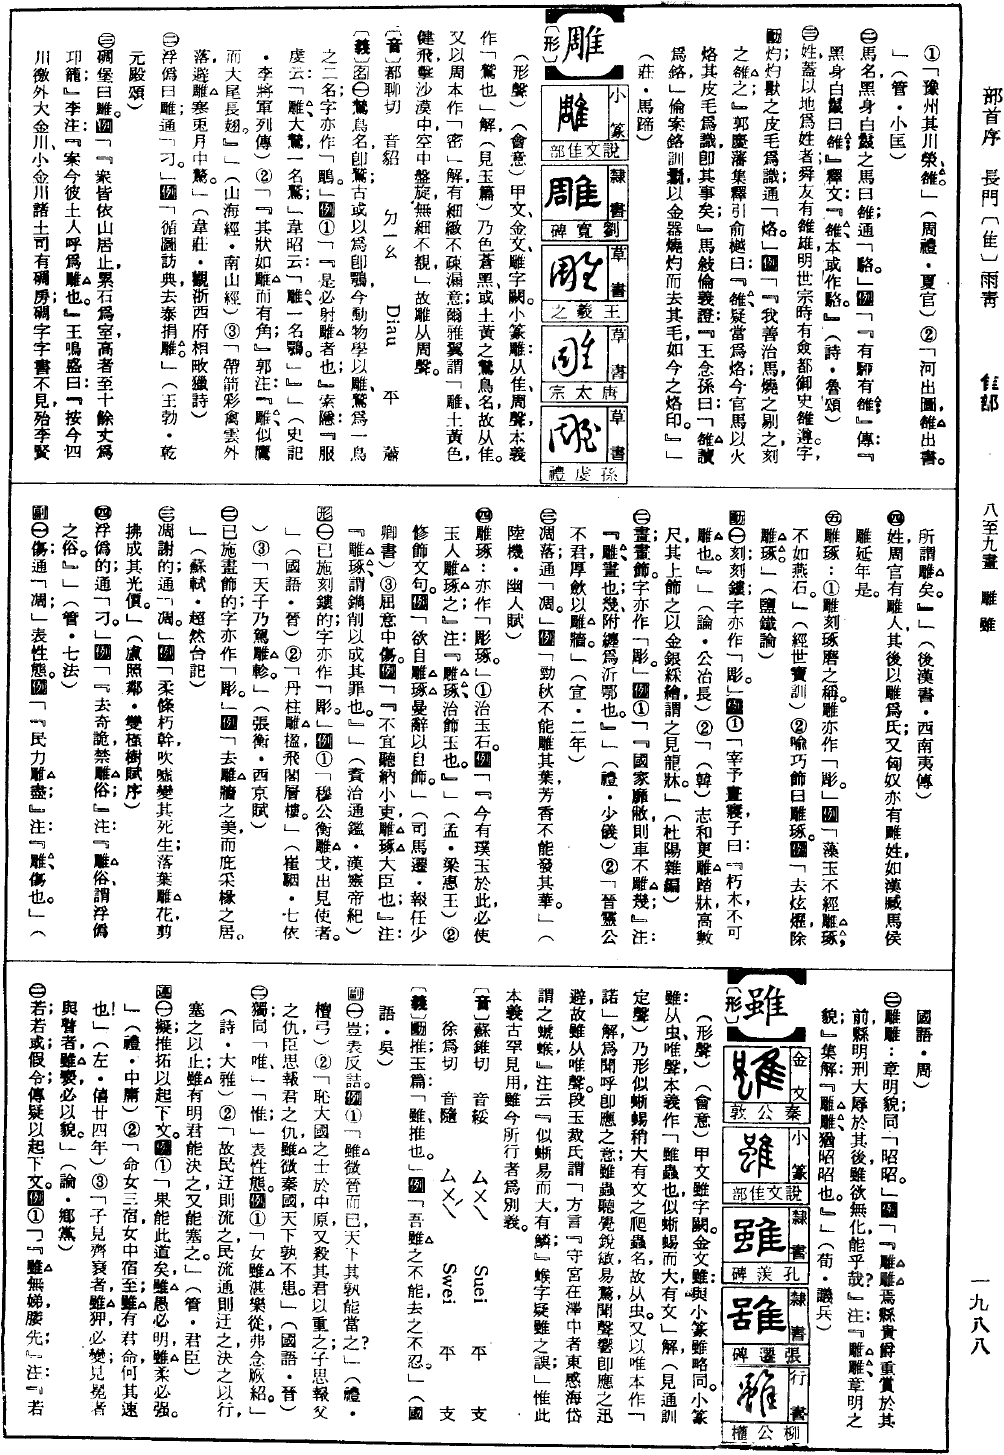 部首序　長門〔隹〕雨靑　隹部　八至九畫　雕雖　一九八八
①「豫州其川滎雒。」（周禮・夏官）②「河出圖雒出書。
」（管・小匡）
㊁馬名黑身白鬣之馬曰雒；通「駱。」例「『有驒有雒』傳：『
黑身白鬣曰雒』釋文『雒本或作駱。』（詩・魯頌）
㊂姓；蓋以地爲姓者；舜友有雒雄；明世宗時有僉都御史雒遵字
動灼；灼獸之皮毛爲識；通「烙。」例「『我善治馬燒之剔之刻
之雒之』郭慶藩集釋引俞樾曰『雒疑當爲烙今官馬以火
烙其皮毛爲識卽其事矣』馬敍倫義證：『王念孫曰「雒讀
爲鉻」倫案鉻訓鬎以金器燒灼而去其毛如今之烙印』」
（莊・馬蹄）
雕〔形〕
小篆　說文隹部
隸書　劉寬碑
草書　王羲之
草書　唐太宗
草書　孫虔禮
（形聲）（會意）甲文、金文、雕字闕。小篆雕：从隹，周聲，本義
作「鷻也」解，（見玉篇）乃色蒼黑、或土黃之鷙鳥名，故从隹。
又以周本作「密」解，有細緻不疏漏意；爾雅翼謂「雕，土黃色，
健飛，擊沙漠中，空中盤旋，無細不覩，」故雕从周聲。
〔音〕都聊切　音貂　ㄉㄧㄠ　Diau　平　蕭
〔義〕名㊀鷙鳥名；卽鷲；古或以爲卽鶚；今動物學以雕、鷲爲一鳥
之二名；字亦作「鵰。」例①「『是必射雕者也』索隱：『服
虔云：「雕、大鷲一名鷲」韋昭云：「雕、一名鶚。」』」（史記
・李將軍列傳）②「『其狀如雕而有角』郭注：『雕似鷹
而大尾長翅。』」（山海經・南山經）③「帶箭彩禽雲外
落避雕寒兎月中驚」（韋莊・觀浙西府相畋獵詩）
㊁浮僞曰雕；通「刁。」例「循圖訪典去泰捐雕。」（王勃・乾
元殿頌）
㊂碉堡曰雕。例「『衆皆依山居止，累石爲室，高者至十餘丈爲
邛籠；』李注：『案今彼土人呼爲雕也。』王鳴盛曰：『按今四
川徼外大金川、小金川諸土司有碉房；碉字字書不見，殆李賢
所謂雕矣。』」（後漢書・西南夷傳）
㊃姓；周官有雕人，其後以雕爲氏；又匈奴亦有雕姓，如漢臧馬侯
雕延年是。
㊄雕琢：①雕刻琢磨之稱。雕亦作「彫。」例「藻玉不經雕琢，
不如燕石。」（經世寶訓）②喩巧飾曰雕琢。例「去炫燿除
雕琢。」（鹽鐵論）
動㊀刻；刻鏤；字亦作「彫。」例①「宰予晝寢，子曰：『朽木不可
雕也。』」（論・公冶長）②「（韓）志和更雕踏牀，高數
尺，其上飾之以金銀綵繪，謂之見龍牀。」（杜陽雜編）
㊁畫；畫飾；字亦作「彫。」例①「『國家靡敝則車不雕幾；』注：
『雕、畫也；幾、附纏爲沂鄂也。』」（禮・少儀）②「晉靈公
不君，厚斂以雕牆。」（宣・二年）
㊂凋落；通「凋。」例「勁秋不能雕其葉，芳香不能發其華。」（
陸機・幽人賦）
㊃雕琢：亦作「彫琢。」①治玉石。例「『今有璞玉於此，必使
玉人雕琢之；』注：『雕琢治飾玉也。』」（孟・梁惠王）②
修飾文句。例「欲自雕琢，曼辭以自飾。」（司馬遷・報任少
卿書）③屈意中傷。例「『不宜聽納小吏，雕琢大臣也；』注：
『雕琢、謂鐫削以成其罪也。』」（資治通鑑・漢靈帝紀）
形㊀已施刻鏤的；字亦作「彫。」例①「穆公衡雕戈出見使者。
」（國語・晉）②「丹柱雕楹，飛閣層樓。」（崔駰・七依
）③「天子乃駕雕軫。」（張衡・西京賦）
㊁已施畫飾的；字亦作「彫。」例「去雕牆之美，而庇采椽之居。
」（蘇軾・超然台記）
㊂凋謝的；通「凋。」例「柔條朽幹，吹噓變其死生；落葉雕花，剪
拂成其光價。」（盧照鄰・雙槿樹賦序）
㊃浮僞的；通「刁。」例「『去奇詭，禁雕俗；』注：『雕俗、謂浮僞
之俗。』」（管・七法）
副㊀傷；通「凋；」表性態。例「『民力雕盡』注：『雕、傷也。』（
國語・周）
㊁雕雕：章明貌；同「昭昭。」例「『雕雕焉縣貴爵重賞於其
前，縣明刑大辱於其後，雖欲無化，能乎哉？』注：『雕雕、章明之
貌；』集解：『雕雕猶昭昭也。』」（荀・議兵）
雖〔形〕
金文　秦公敦
小篆　說文隹部
隸書　孔羨碑
隸書　張遷碑
行書　柳公權
（形聲）（會意）甲文雖字闕。金文雖：與小篆雖略同。小篆
雖：从虫，唯聲，本義作「雖蟲也，似蜥蜴而大，有文」解，（見通訓
定聲）乃形似蜥蜴稍大有文之爬蟲名，故从虫。又以唯本作「
諾」解，爲聞呼卽應之意，雖蟲聽覺銳敏，易驚，聞聲響卽應之迅
避，故雖从唯聲。段玉裁氏謂「方言『守宮在澤中者，東感海岱
謂之蚖蠑』注云『似蜥易而大，有鱗』蠑字疑雖之誤」惟此
本義古罕見用，雖今所行者爲別義。
〔音〕蘇錐切　音綏　ㄙㄨㄟ　Suei　平　支
徐爲切　音隨　ㄙㄨㄟˊ　Swei　平　支
〔義〕動推；玉篇：「雖、推也。」例「吾雖之不能，去之不忍。」（國
語・吳）
副㊀豈；表反詰。例①「雖微晉而已，天下其孰能當之？」（禮・
檀弓）②「恥大國之士於中原，又殺其君以重之；子思報父
之仇，臣思報君之仇，雖微秦國，天下孰不患。」（國語・晉）
㊁獨；同「唯、」「惟；」表性態。例①「女雖湛樂從，弗念厥紹。」
（詩・大雅）②「故民迂則流之，民流通則迂之，決之以行，
塞之以止，雖有明君能決之，又能塞之。」（管・君臣）
連㊀擬；推拓以起下文。例①「果能此道矣，雖愚必明，雖柔必强。
」（禮・中庸）②「命女三宿，女中宿至，雖有君命，何其速
也！」（左・僖廿四年）③「子見齊衰者，雖狎必變；見冕者
與瞽者，雖褻必以貌。」（論・鄉黨）
㊁若；若或；假令；傳疑以起下文。例①「『雖無娣，媵先；』注：『若